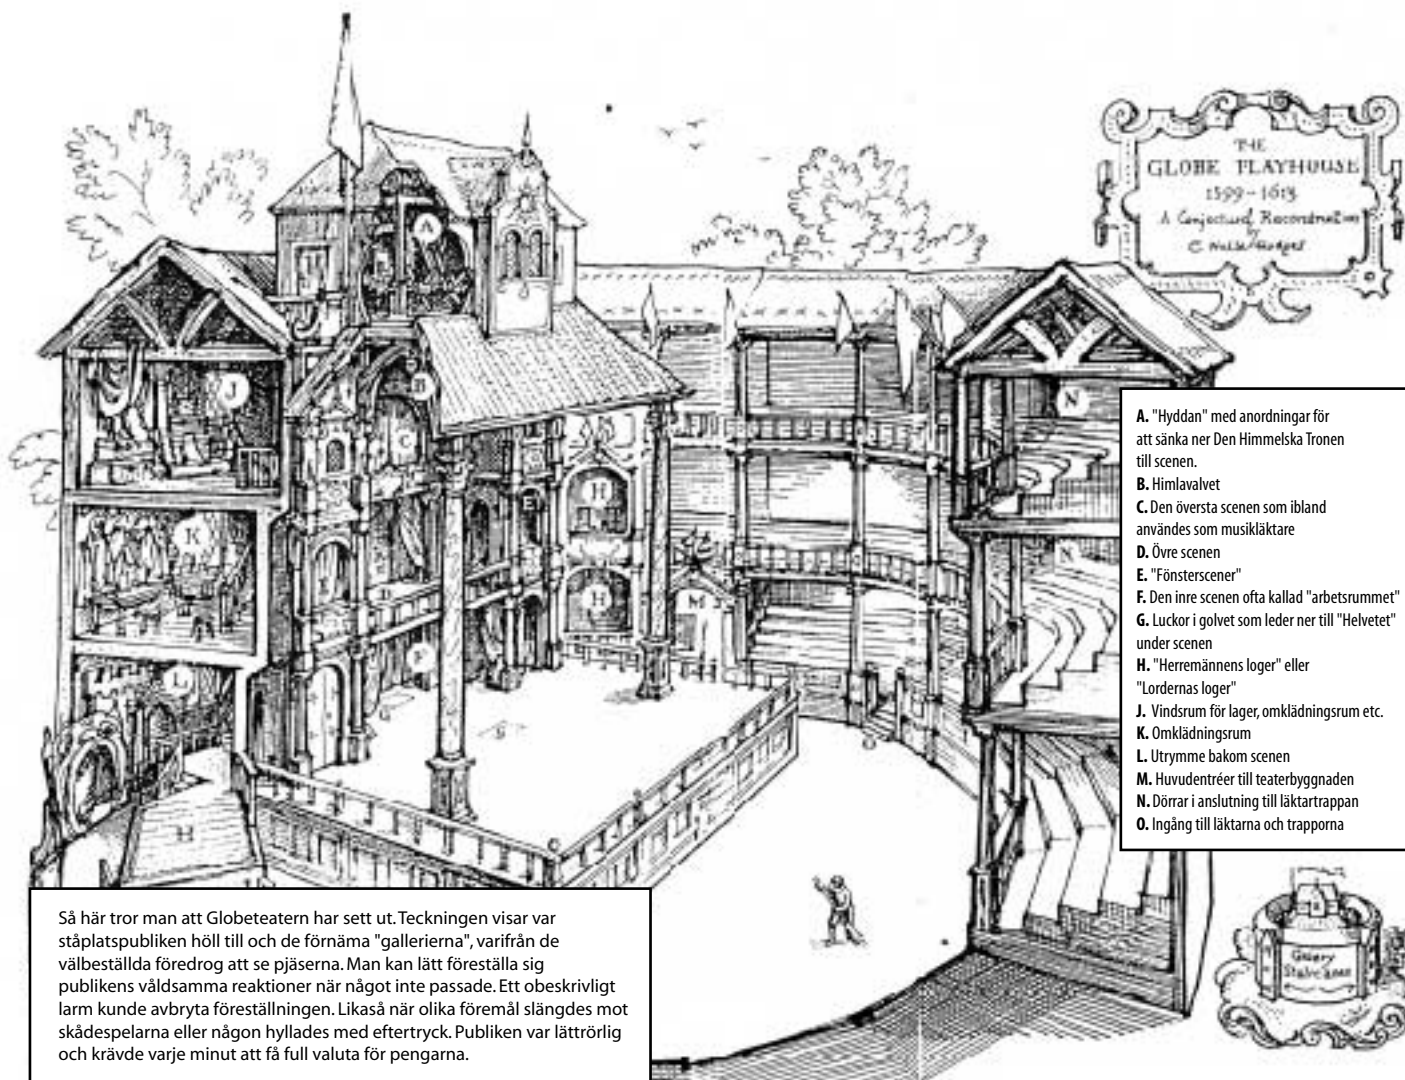 THE
GLOBE PLAYHOUSE
1599-1613
A Conjectural
by
C.
A
J
B
C
N
H
E
K
N
D
H
M
F
L
G
H
Gallery
Staircases
A. "Hyddan" med anordningar för
att sänka ner Den Himmelska Tronen
till scenen.
B. Himlavalvet
C. Den översta scenen som ibland
användes som musikläktare
D. Övre scenen
E. "Fönsterscener"
F. Den inre scenen ofta kallad "arbetsrummet"
G. Luckor i golvet som leder ner till "Helvetet"
under scenen
H. "Herremännens loger" eller
"Lordernas loger"
J. Vindsrum för lager, omklädningsrum etc.
K. Omklädningsrum
L. Utrymme bakom scenen
M. Huvudentréer till teaterbyggnaden
N. Dörrar i anslutning till läktartrappan
O. Ingång till läktarna och trapporna
Så här tror man att Globeteatern har sett ut. Teckningen visar var
ståplatspubliken höll till och de förnäma "gallerierna", varifrån de
välbeställda föredrog att se pjäserna. Man kan lätt föreställa sig
publikens våldsamma reaktioner när något inte passade. Ett obeskrivligt
larm kunde avbryta föreställningen. Likaså när olika föremål slängdes mot
skådespelarna eller någon hyllades med eftertryck. Publiken var lättrörlig
och krävde varje minut att få full valuta för pengarna.